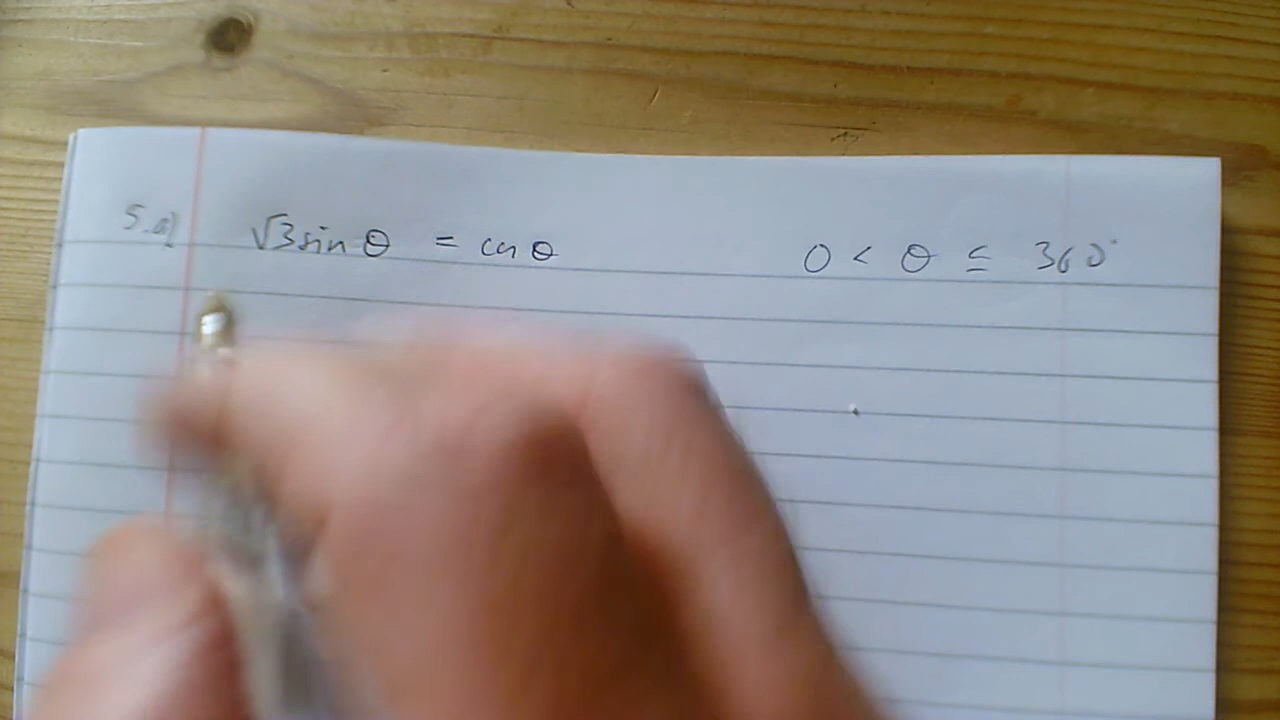 5.a) √3 sin θ = cos θ 0 < θ ≤ 360°